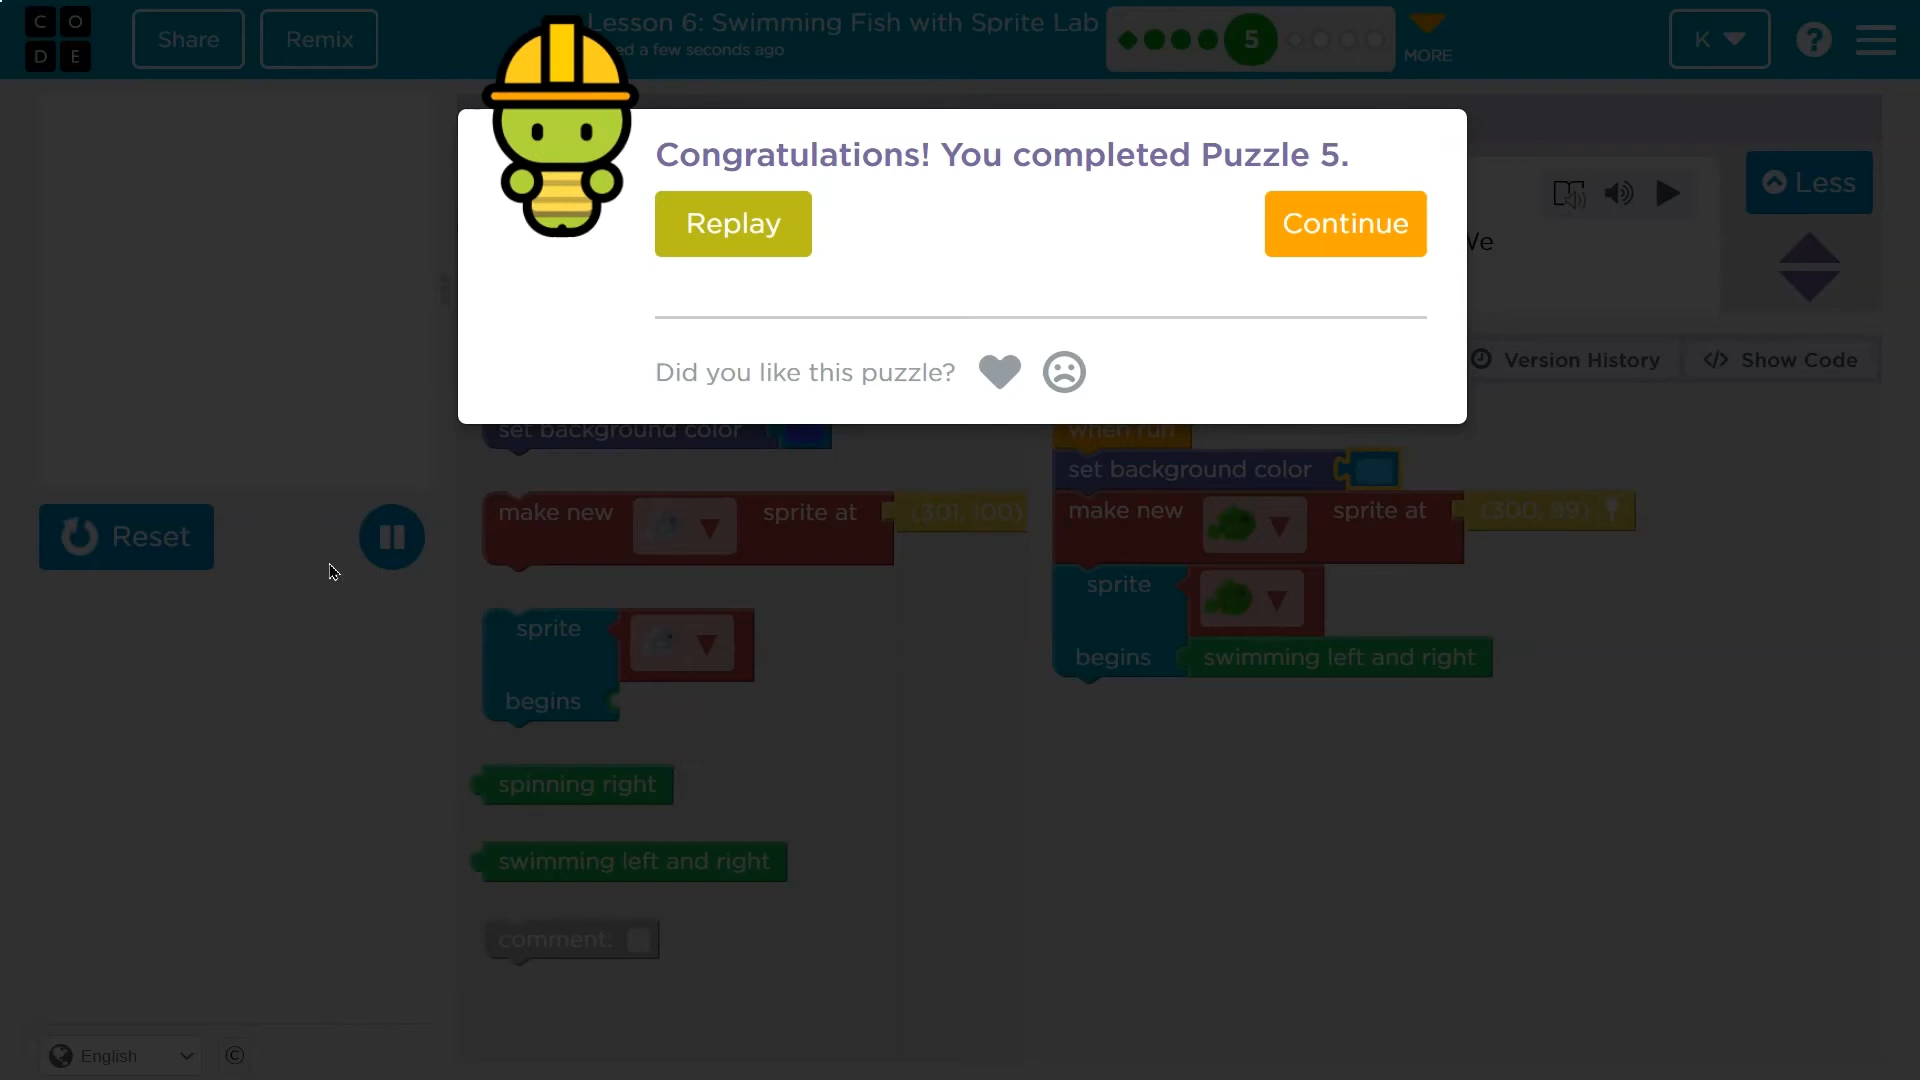 C O
D E
Share
Remix
Lesson 6: Swimming Fish with Sprite Lab
ed a few seconds ago
5
MORE
K
?
Congratulations! You completed Puzzle 5.
Replay
Continue
Did you like this puzzle?
Less
Version History
</> Show Code
set background color
make new
sprite at
(301, 100)
sprite
begins
spinning right
swimming left and right
comment:
when run
set background color
make new
sprite at
(300, 99)
sprite
begins
swimming left and right
Reset
English
©